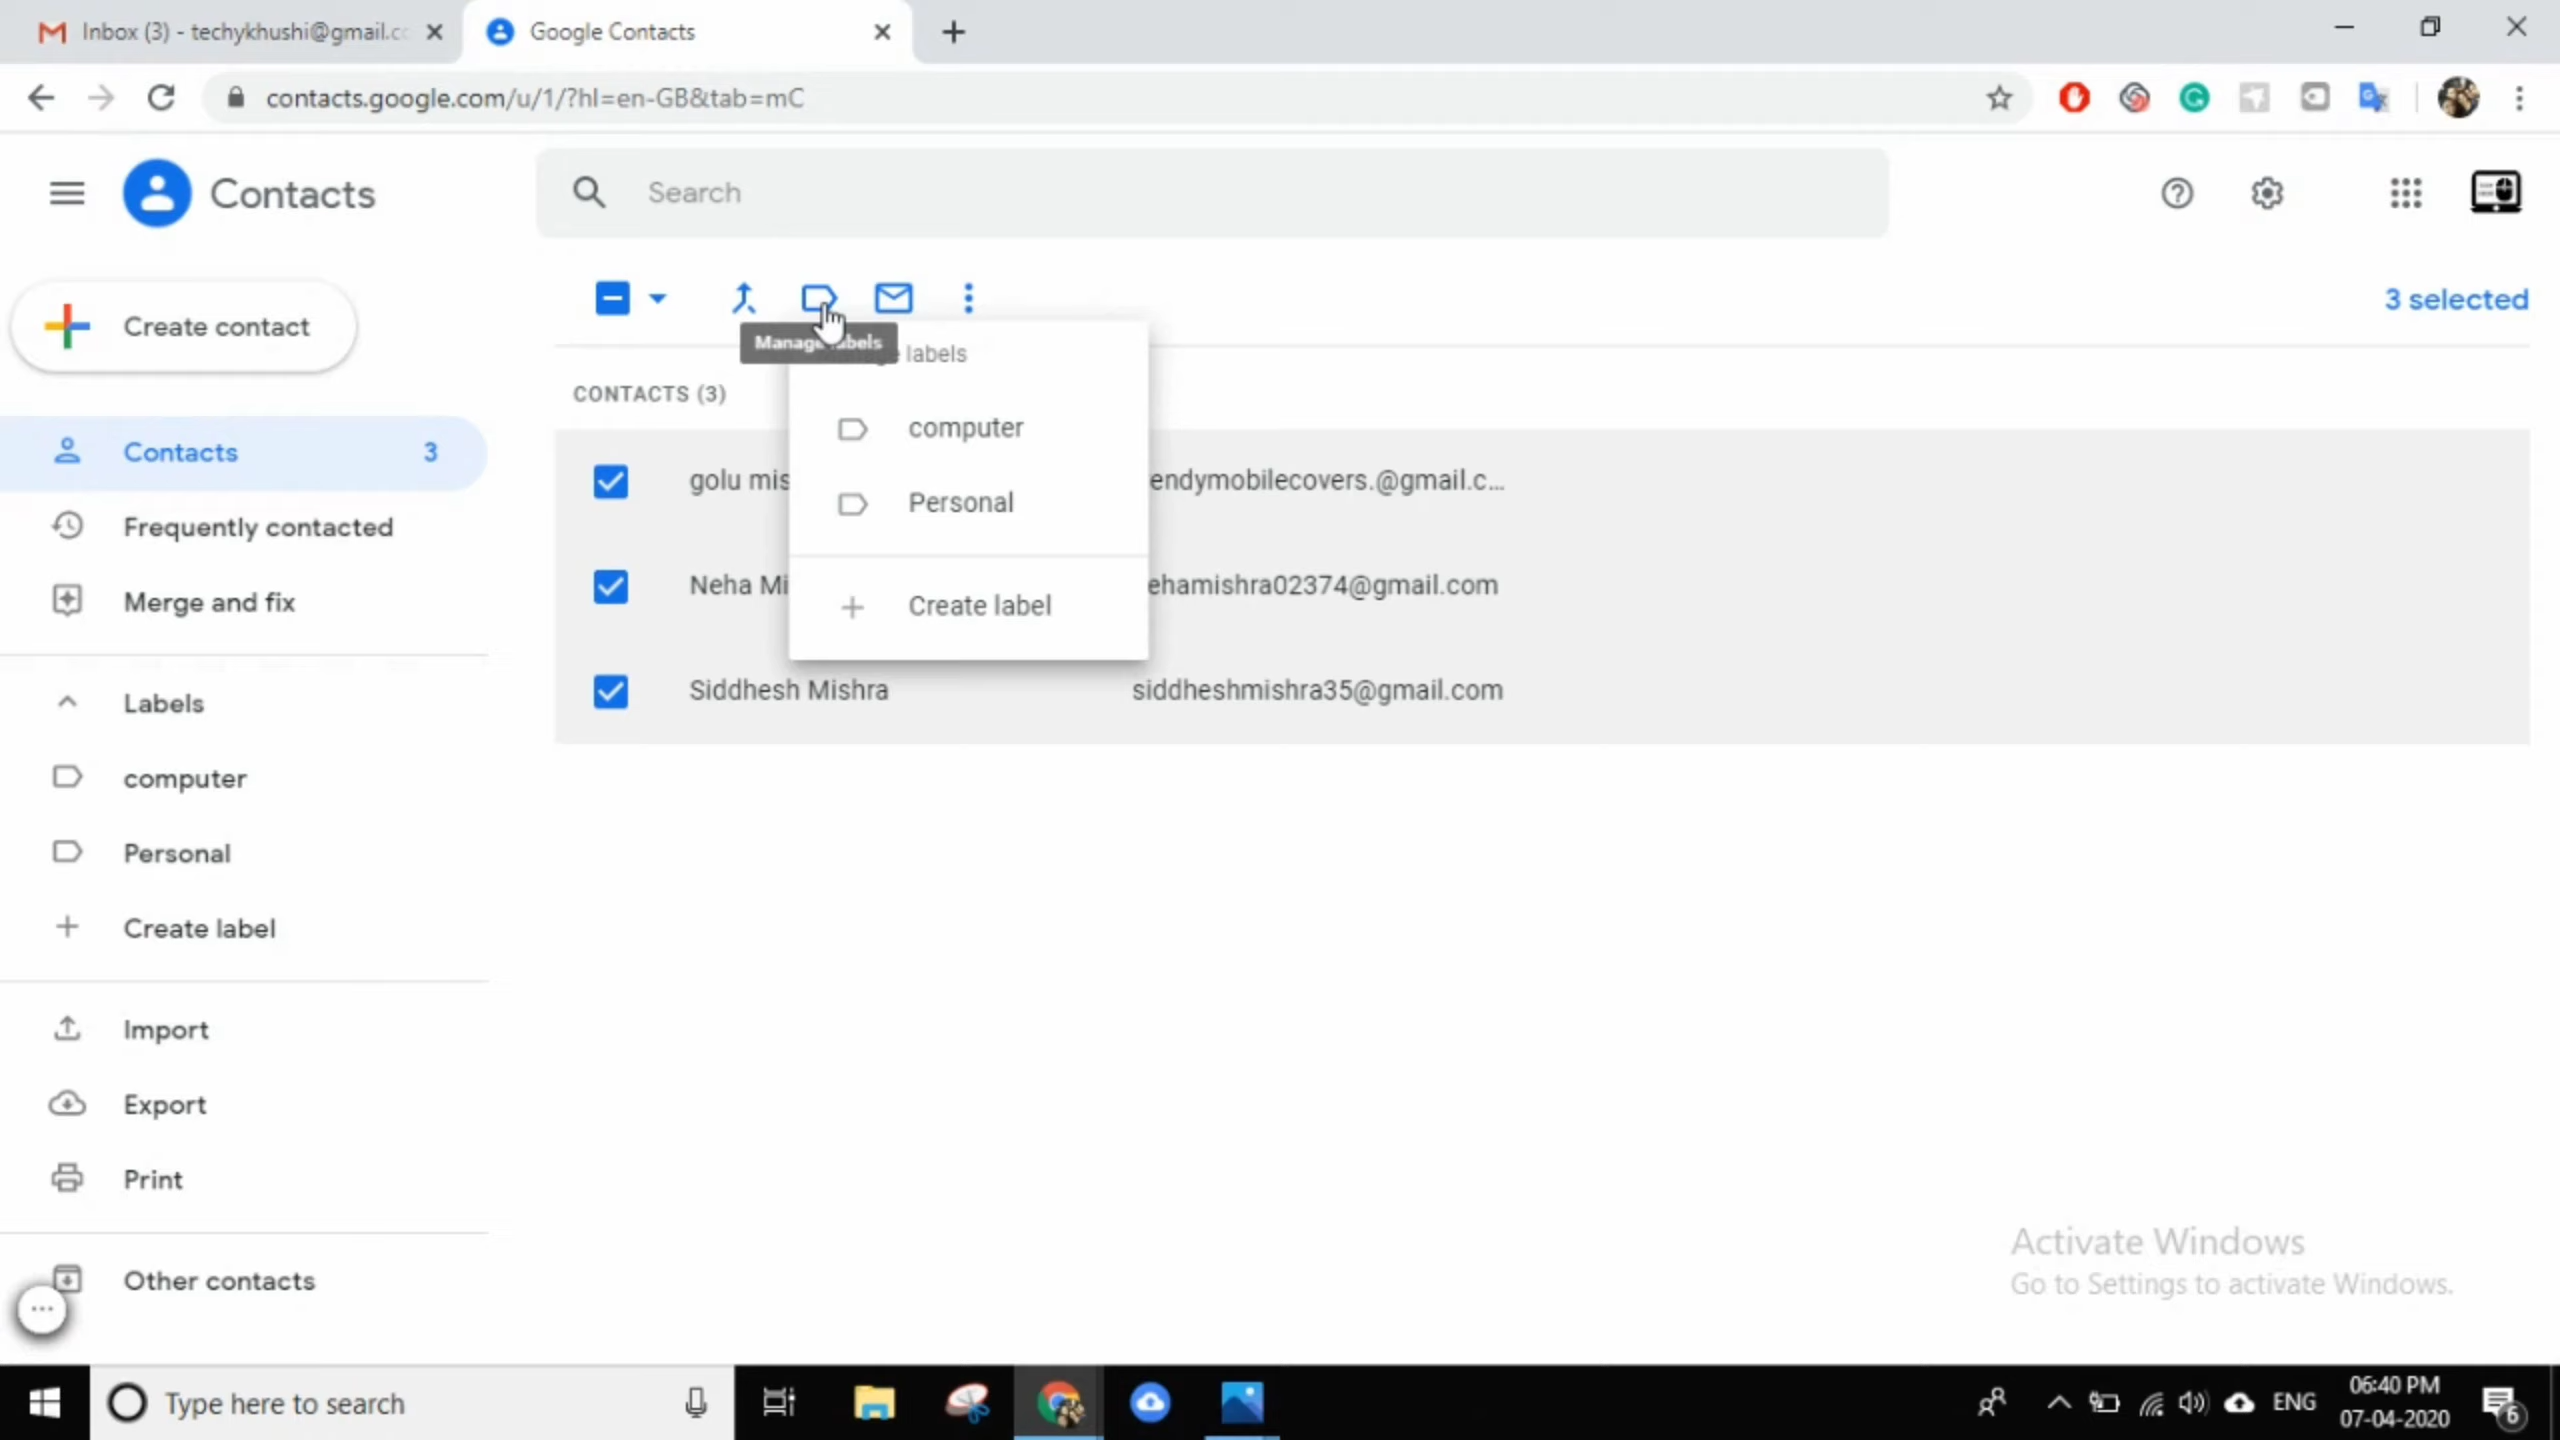 Inbox (3) - techykhushi@gmail.c
Google Contacts
contacts.google.com/u/1/?hl=en-GB&tab=mC
Contacts
Search
Create contact
3 selected
Manage labels
labels
CONTACTS (3)
Contacts 3
computer
golu mis
endymobilecovers.@gmail.c...
Personal
Frequently contacted
Neha Mi
ehamishra02374@gmail.com
Merge and fix
Create label
Siddhesh Mishra siddheshmishra35@gmail.com
Labels
computer
Personal
Create label
Import
Export
Print
Other contacts
Activate Windows
Go to Settings to activate Windows.
Type here to search
ENG
06:40 PM
07-04-2020
6